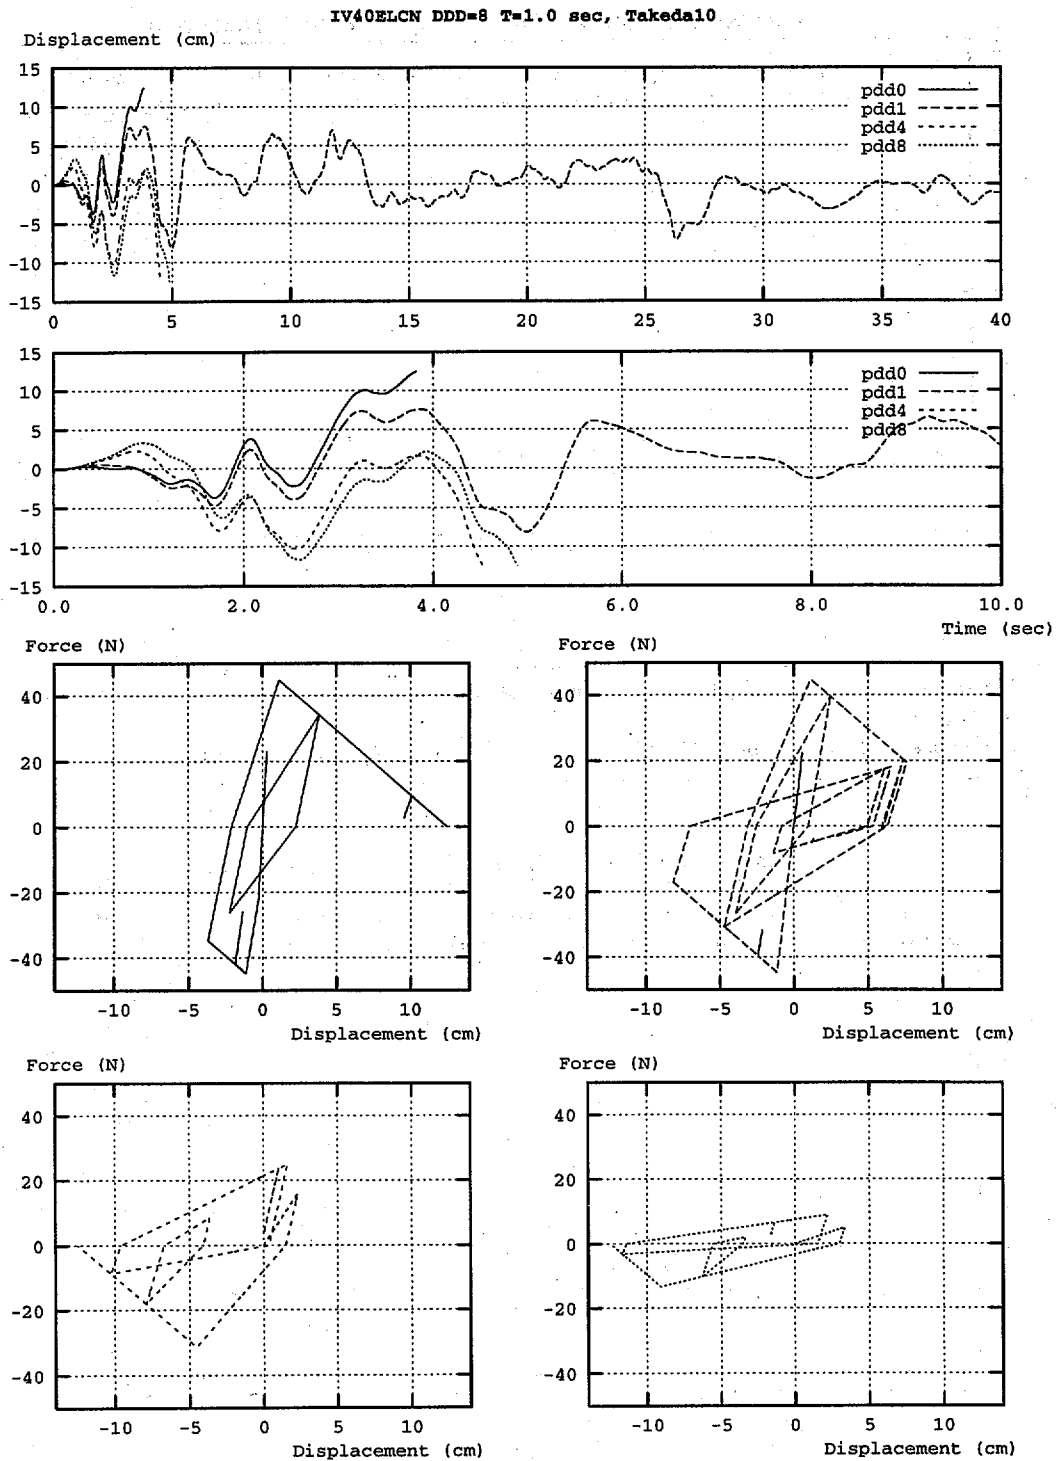 IV40ELCN DDD=8 T=1.0 sec, Takeda10
Displacement (cm)
15
10
5
0
-5
-10
-15
pdd0
pdd1
pdd4
pdd8
0 5 10 15 20 25 30 35 40
15
10
5
0
-5
-10
-15
pdd0
pdd1
pdd4
pdd8
0.0 2.0 4.0 6.0 8.0 10.0
Time (sec)
Force (N)
40
20
0
-20
-40
-10 -5 0 5 10
Displacement (cm)
Force (N)
40
20
0
-20
-40
-10 -5 0 5 10
Displacement (cm)
Force (N)
40
20
0
-20
-40
-10 -5 0 5 10
Displacement (cm)
Force (N)
40
20
0
-20
-40
-10 -5 0 5 10
Displacement (cm)